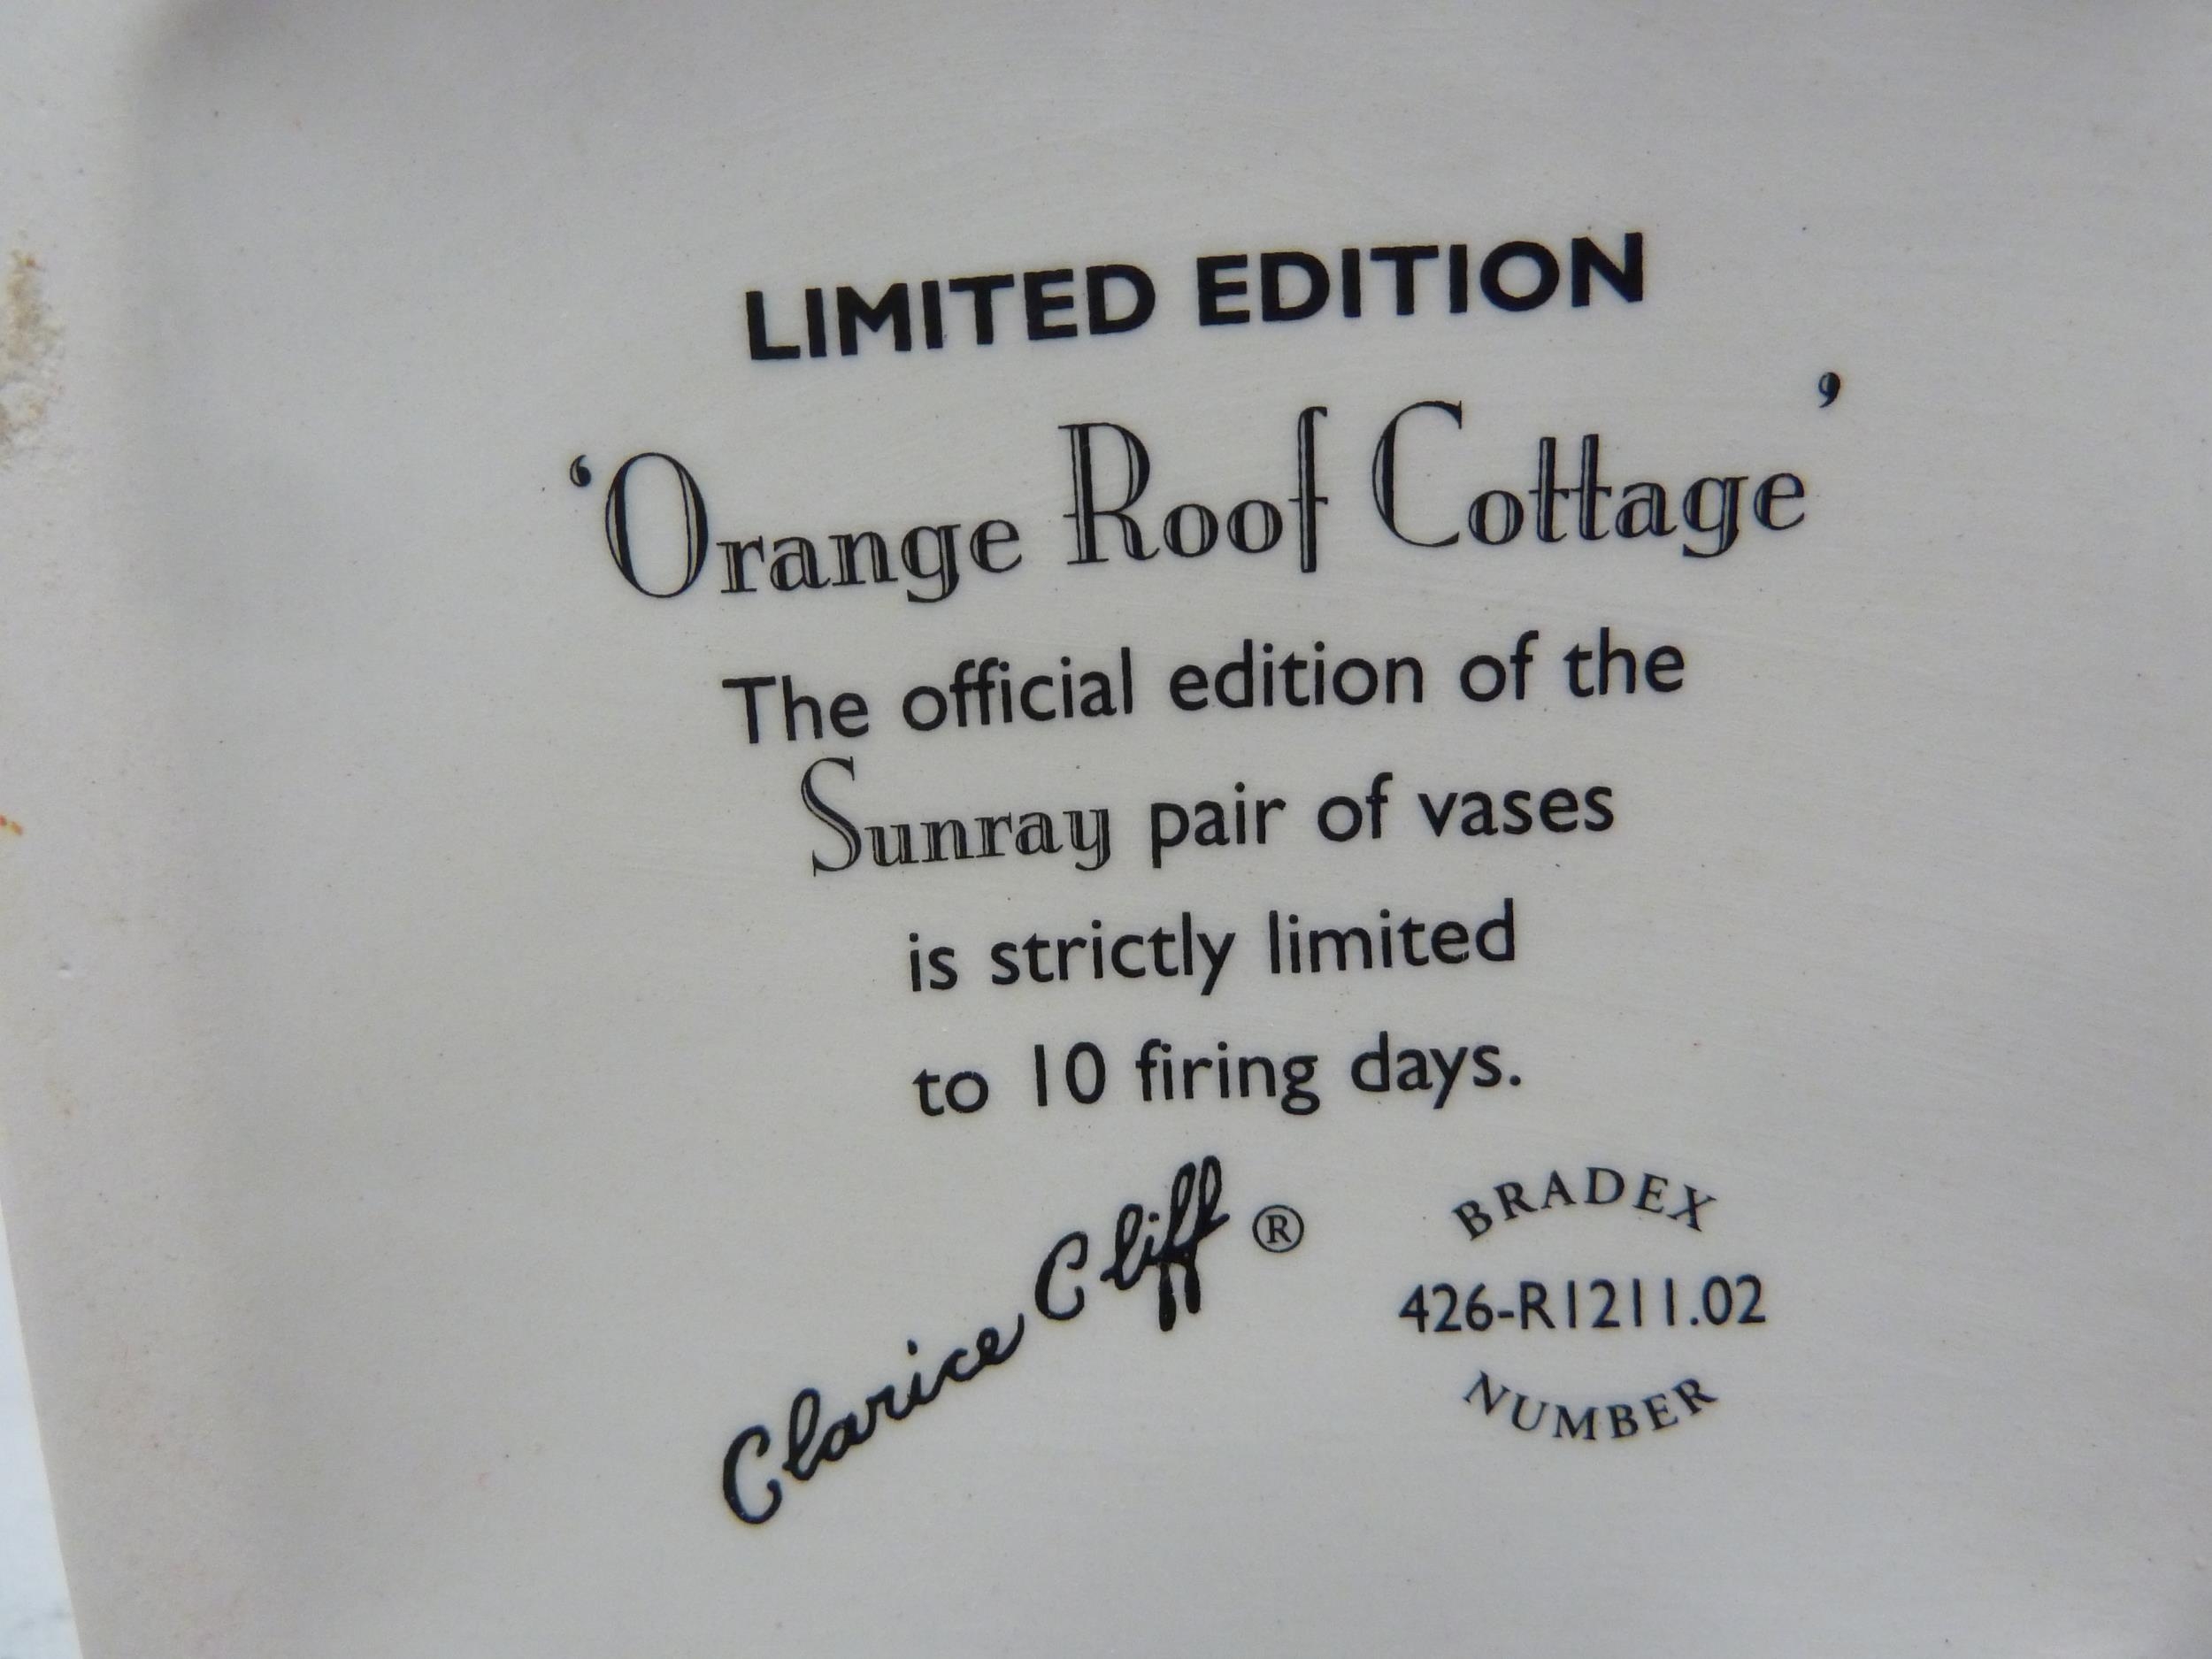 LIMITED EDITION
‘Orange Roof Cottage’
The official edition of the
Sunray pair of vases
is strictly limited
to 10 firing days.
Clarice Cliff ®
BRADEX
426-R1211.02
NUMBER